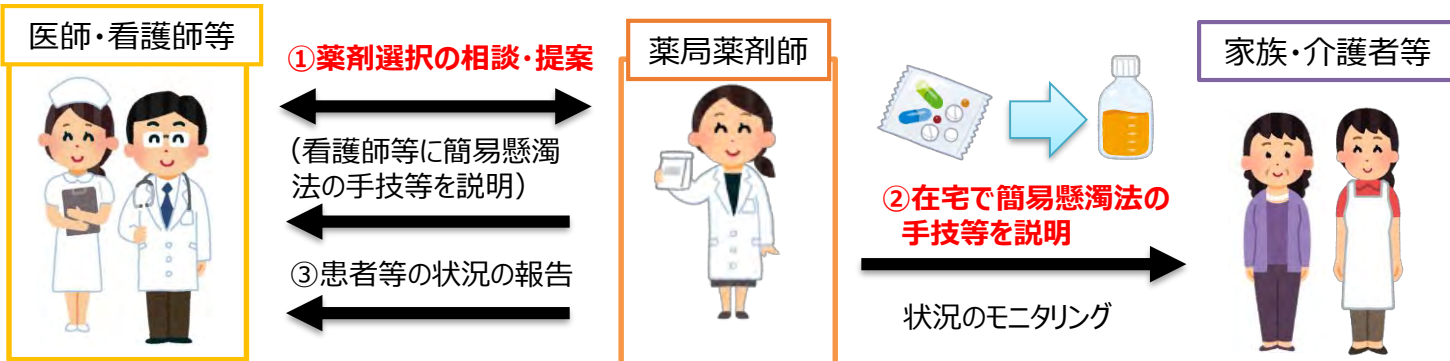 医師・看護師等
①薬剤選択の相談・提案
(看護師等に簡易懸濁
法の手技等を説明)
③患者等の状況の報告
薬局薬剤師
②在宅で簡易懸濁法の
手技等を説明
状況のモニタリング
家族・介護者等